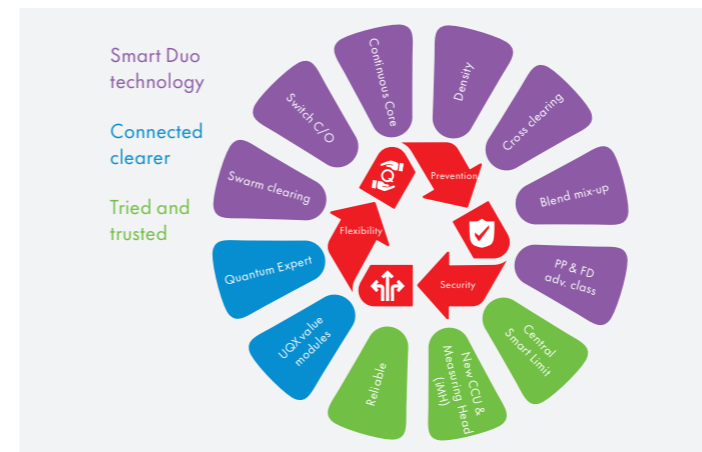 Smart Duo
technology
Connected
clearer
Tried and
trusted
Continuous Core
Density
Cross clearing
Blend mix-up
PP & FD
adv. class
Central
Smart Limit
New CCU &
Measuring Head
(iMH)
Reliable
UQX value
modules
Quantum Expert
Swarm clearing
Switch C/O
Prevention
Security
Flexibility
Q